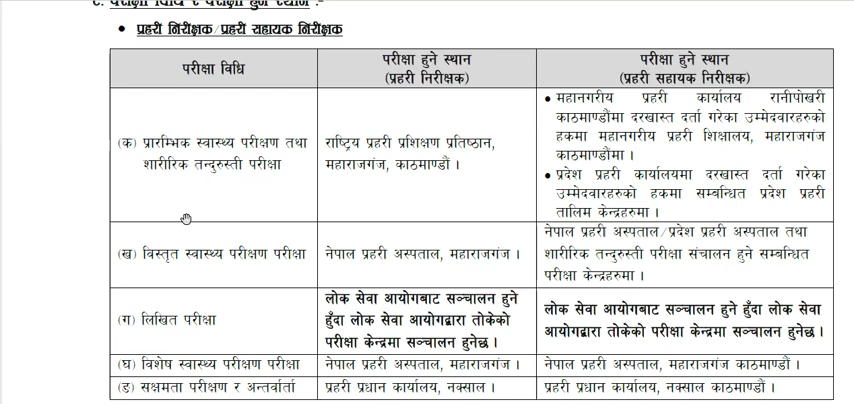 ८. परीक्षा विधि र परीक्षा हुने स्थान :-
• प्रहरी निरीक्षक/प्रहरी सहायक निरीक्षक
परीक्षा विधि
परीक्षा हुने स्थान
(प्रहरी निरीक्षक)
परीक्षा हुने स्थान
(प्रहरी सहायक निरीक्षक)
(क) प्रारम्भिक स्वास्थ्य परीक्षण तथा
शारीरिक तन्दुरुस्ती परीक्षा
राष्ट्रिय प्रहरी प्रशिक्षण प्रतिष्ठान,
महाराजगंज, काठमाण्डौं ।
• महानगरीय प्रहरी कार्यालय रानीपोखरी
काठमाण्डौंमा दरखास्त दर्ता गरेका उम्मेदवारहरुको
हकमा महानगरीय प्रहरी शिक्षालय, महाराजगंज
काठमाण्डौंमा ।
• प्रदेश प्रहरी कार्यालयमा दरखास्त दर्ता गरेका
उम्मेदवारहरुको हकमा सम्बन्धित प्रदेश प्रहरी
तालिम केन्द्रहरुमा ।
(ख) विस्तृत स्वास्थ्य परीक्षण परीक्षा
नेपाल प्रहरी अस्पताल, महाराजगंज ।
नेपाल प्रहरी अस्पताल/प्रदेश प्रहरी अस्पताल तथा
शारीरिक तन्दुरुस्ती परीक्षा संचालन हुने सम्बन्धित
परीक्षा केन्द्रहरुमा ।
(ग) लिखित परीक्षा
लोक सेवा आयोगबाट सञ्चालन हुने
हुँदा लोक सेवा आयोगद्वारा तोकेको
परीक्षा केन्द्रमा सञ्चालन हुनेछ ।
लोक सेवा आयोगबाट सञ्चालन हुने हुँदा लोक सेवा
आयोगद्वारा तोकेको परीक्षा केन्द्रमा सञ्चालन हुनेछ ।
(घ) विशेष स्वास्थ्य परीक्षण परीक्षा
नेपाल प्रहरी अस्पताल, महाराजगंज ।
नेपाल प्रहरी अस्पताल, महाराजगंज काठमाण्डौं ।
(ङ) सक्षमता परीक्षण र अन्तर्वार्ता
प्रहरी प्रधान कार्यालय, नक्साल ।
प्रहरी प्रधान कार्यालय, नक्साल काठमाण्डौं ।